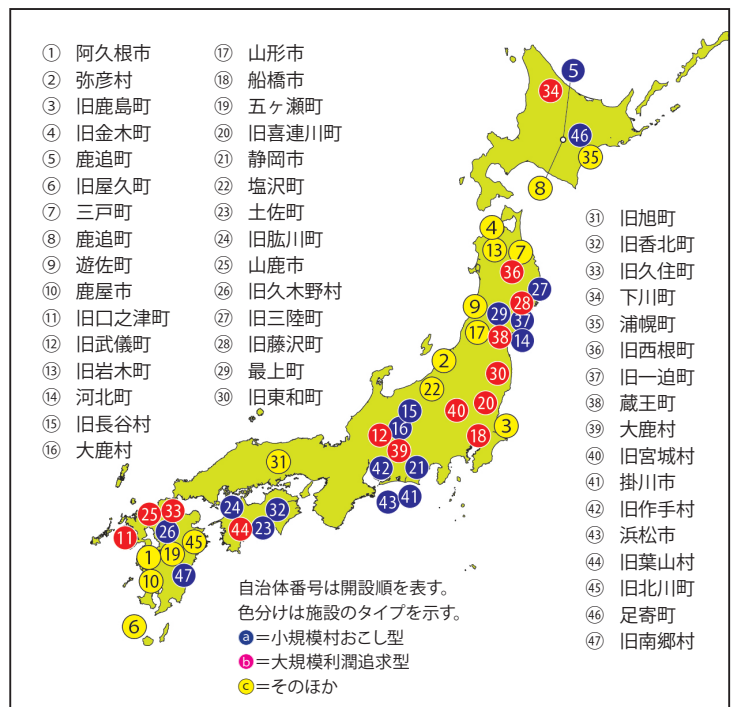 ① 阿久根市
② 弥彦村
③ 旧鹿島町
④ 旧金木町
⑤ 鹿追町
⑥ 旧屋久町
⑦ 三戸町
⑧ 鹿追町
⑨ 遊佐町
⑩ 鹿屋市
⑪ 旧口之津町
⑫ 旧武儀町
⑬ 旧岩木町
⑭ 河北町
⑮ 旧長谷村
⑯ 大鹿村
⑰ 山形市
⑱ 船橋市
⑲ 五ヶ瀬町
⑳ 旧喜連川町
㉑ 静岡市
㉒ 塩沢町
㉓ 土佐町
㉔ 旧肱川町
㉕ 山鹿市
㉖ 旧久木野村
㉗ 旧三陸町
㉘ 旧藤沢町
㉙ 最上町
㉚ 旧東和町
㉛ 旧旭町
㉜ 旧香北町
㉝ 旧久住町
㉞ 下川町
㉟ 浦幌町
㊱ 旧西根町
㊲ 旧一迫町
㊳ 蔵王町
㊴ 大鹿村
㊵ 旧宮城村
㊶ 掛川市
㊷ 旧作手村
㊸ 浜松市
㊹ 旧葉山村
㊺ 旧北川町
㊻ 足寄町
㊼ 旧南郷村
5
34
46
35
8
4
13
7
36
27
9
29
28
37
17
38
14
2
30
22
15
40
20
16
12
18
3
39
31
42
21
43
41
25
33
24
32
11
26
44
23
45
1
19
10
47
6
自治体番号は開設順を表す。
色分けは施設のタイプを示す。
ⓐ=小規模村おこし型
ⓑ=大規模利潤追求型
ⓒ=そのほか